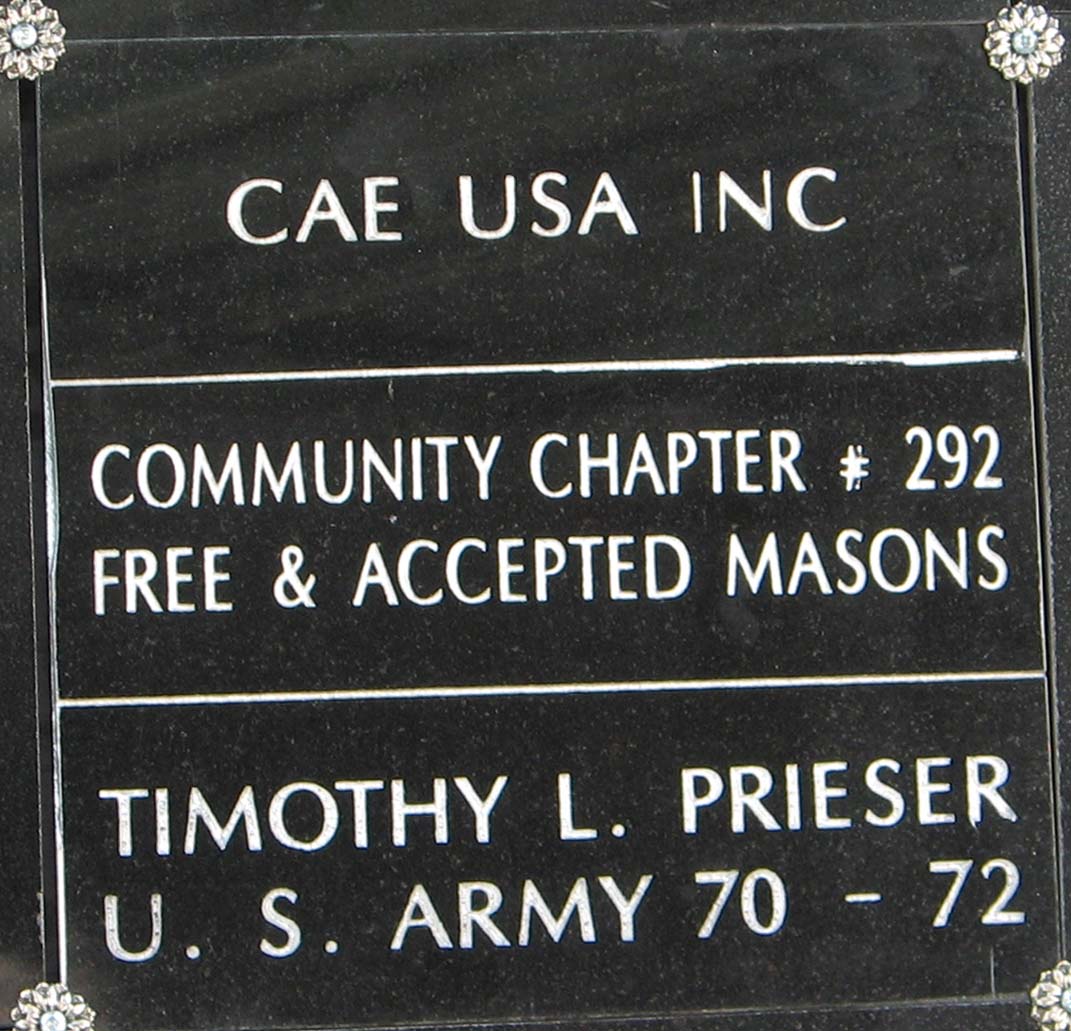 CAE USA INC
COMMUNITY CHAPTER # 292
FREE & ACCEPTED MASONS
TIMOTHY L. PRIESER
U. S. ARMY 70 - 72